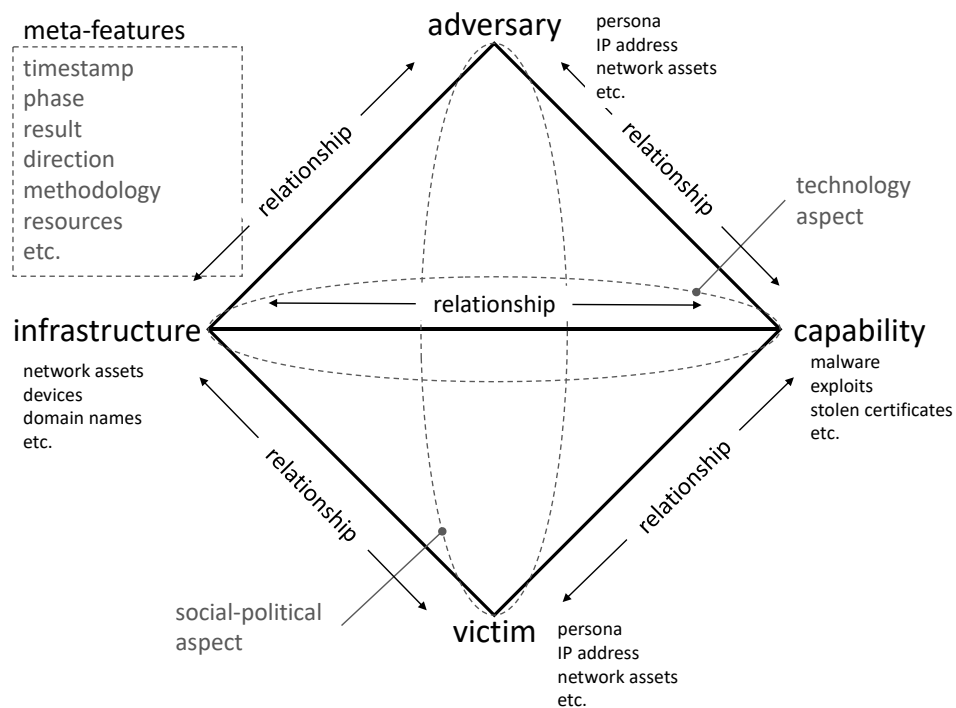 meta-features
timestamp
phase
result
direction
methodology
resources
etc.
adversary
persona
IP address
network assets
etc.
relationship
relationship
technology
aspect
relationship
infrastructure
network assets
devices
domain names
etc.
capability
malware
exploits
stolen certificates
etc.
relationship
relationship
social-political
aspect
victim
persona
IP address
network assets
etc.